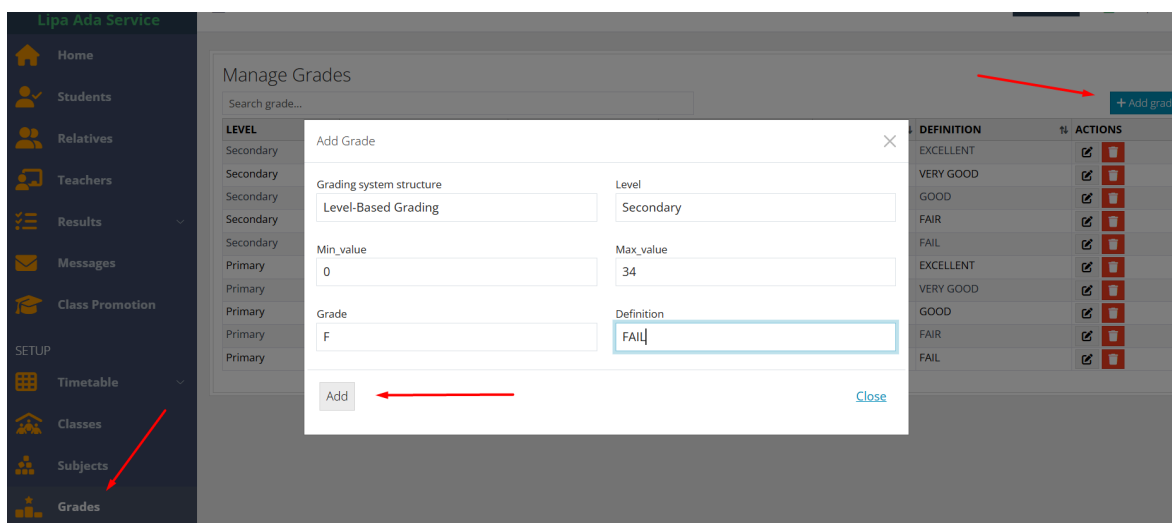 Lipa Ada Service
Home
Students
Relatives
Teachers
Results
Messages
Class Promotion
SETUP
Timetable
Classes
Subjects
Grades
Manage Grades
Search grade...
+ Add grad
LEVEL DEFINITION ACTIONS
Secondary EXCELLENT
Secondary VERY GOOD
Secondary GOOD
Secondary FAIR
Secondary FAIL
Primary EXCELLENT
Primary VERY GOOD
Primary GOOD
Primary FAIR
Primary FAIL
Add Grade
Grading system structure Level
Level-Based Grading Secondary
Min_value Max_value
0 34
Grade Definition
F FAIL
Add Close